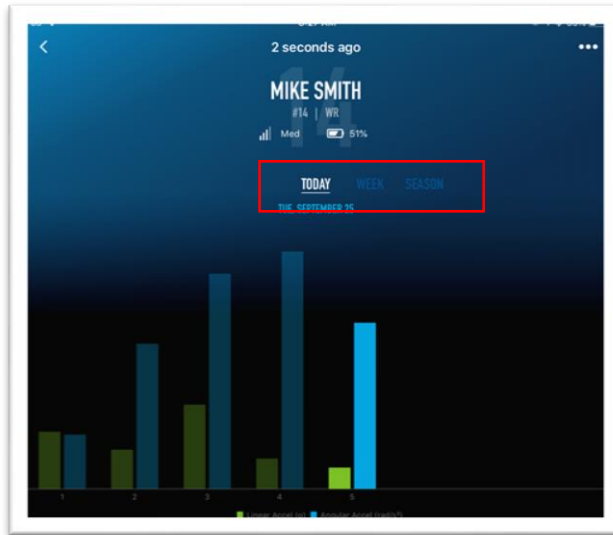 2 seconds ago
MIKE SMITH
#14 | WR
Med 51%
TODAY WEEK SEASON
TUE, SEPTEMBER 25
1 2 3 4 5
Linear Accel (g) Angular Accel (rad/s²)